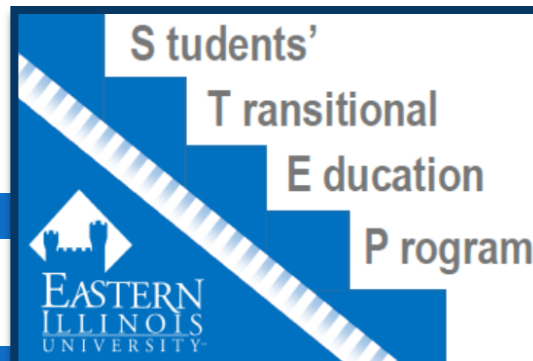 S tudents’
T ransitional
E ducation
P rogram
EASTERN
ILLINOIS
UNIVERSITY